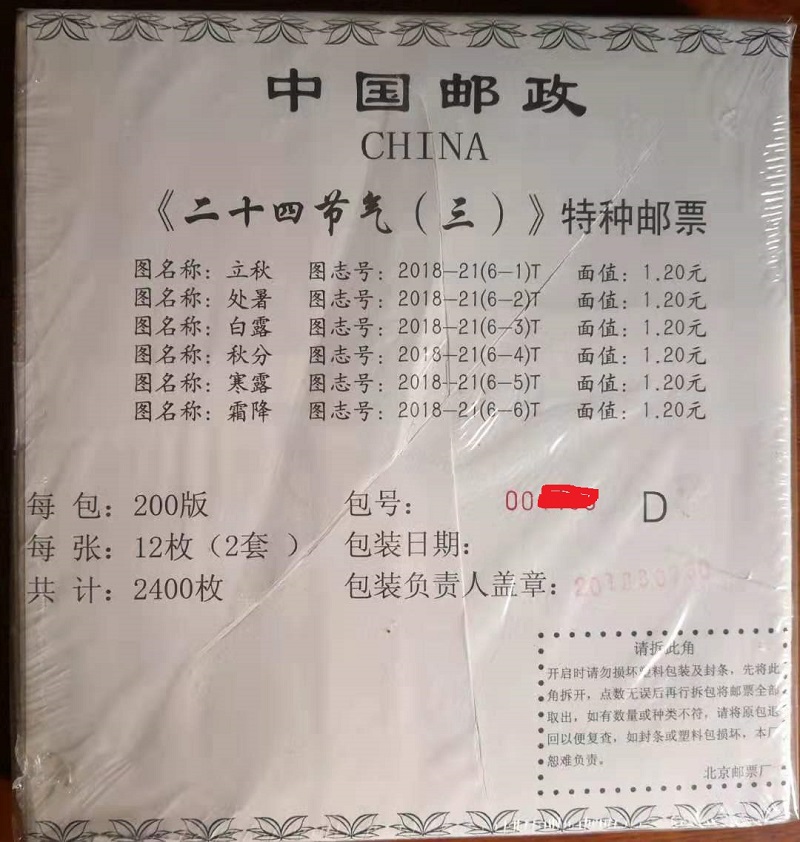 中国邮政
CHINA
《二十四节气（三）》特种邮票
图名称：立秋 图志号：2018-21(6-1)T 面值：1.20元
图名称：处暑 图志号：2018-21(6-2)T 面值：1.20元
图名称：白露 图志号：2018-21(6-3)T 面值：1.20元
图名称：秋分 图志号：2018-21(6-4)T 面值：1.20元
图名称：寒露 图志号：2018-21(6-5)T 面值：1.20元
图名称：霜降 图志号：2018-21(6-6)T 面值：1.20元
每 包：200版 包号： 00 D
每 张：12枚（2套 ） 包装日期：
共 计：2400枚 包装负责人盖章：
请拆此角
开启时请勿损坏塑料包装及封条，先将此
角拆开，点数无误后再行拆包将邮票全部
取出，如有数量或种类不符，请将原包退
回以便复查，如封条或塑料包损坏，本厂
恕难负责。
北京邮票厂